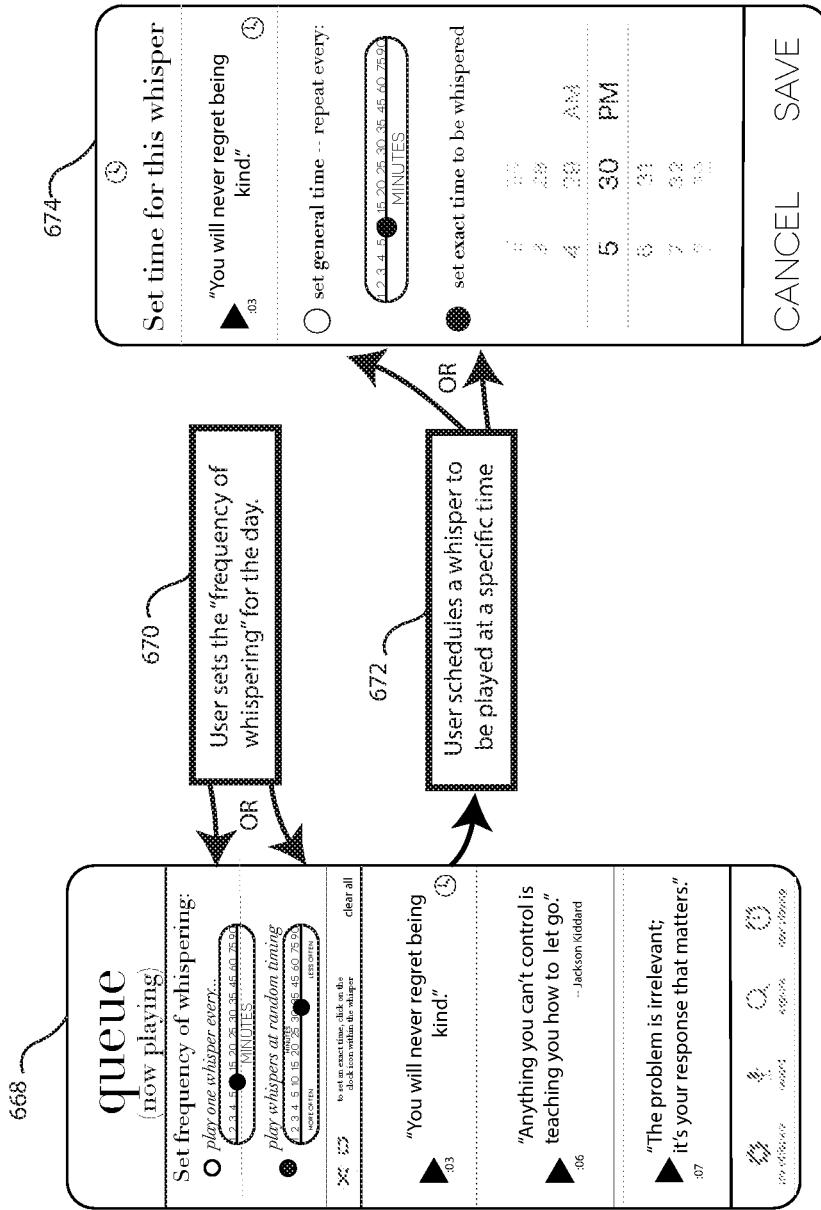 668
queue
(now playing)
Set frequency of whispering:
play one whisper every...
2 3 4 5 15 20 25 30 35 45 60 75 90
MINUTES
play whispers at random timing
2 3 4 5 10 15 20 25 30 35 45 60 75 90
MINUTES
MORE OFTEN
LESS OFTEN
to set an exact time, click on the
clock icon within the whisper
clear all
"You will never regret being
kind."
:03
"Anything you can't control is
teaching you how to let go."
-- Jackson Kiddard
:06
"The problem is irrelevant;
it's your response that matters."
:07
670
User sets the "frequency of
whispering" for the day.
OR
672
User schedules a whisper to
be played at a specific time
OR
674
Set time for this whisper
"You will never regret being
kind."
:03
set general time -- repeat every:
1 2 3 4 5 15 20 25 30 35 45 60 75 90
MINUTES
set exact time to be whispered
3 28
4 29 AM
5 30 PM
6 31
7 32
CANCEL SAVE